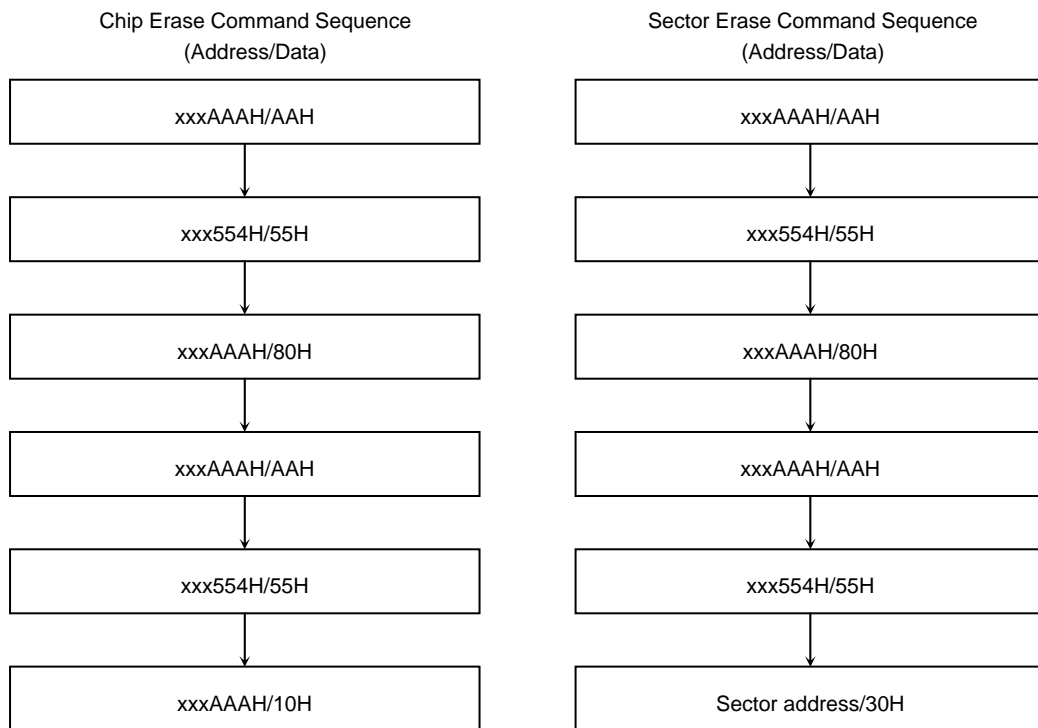 Chip Erase Command Sequence
(Address/Data)
xxxAAAH/AAH
xxx554H/55H
xxxAAAH/80H
xxxAAAH/AAH
xxx554H/55H
xxxAAAH/10H
Sector Erase Command Sequence
(Address/Data)
xxxAAAH/AAH
xxx554H/55H
xxxAAAH/80H
xxxAAAH/AAH
xxx554H/55H
Sector address/30H